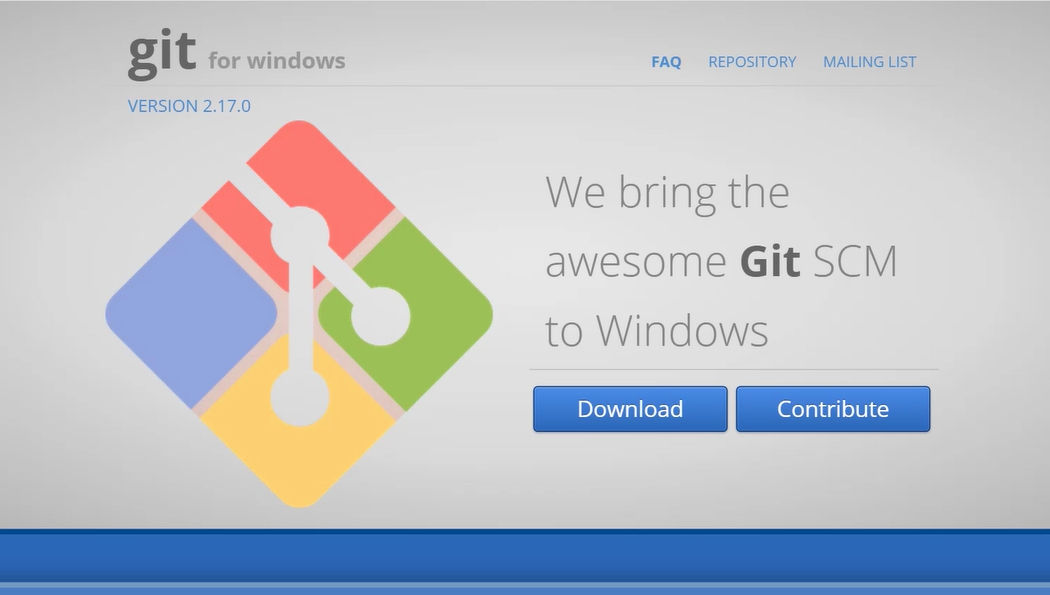 git for windows
FAQ REPOSITORY MAILING LIST
VERSION 2.17.0
We bring the
awesome Git SCM
to Windows
Download Contribute